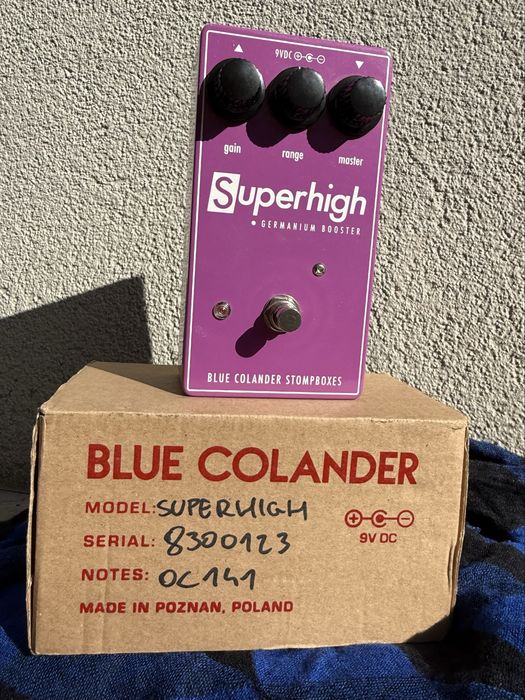 9VDC
gain range master
Superhigh
GERMANIUM BOOSTER
BLUE COLANDER STOMPBOXES
BLUE COLANDER
MODEL: SUPERHIGH
SERIAL: 8300123
9V DC
NOTES: OC141
MADE IN POZNAN, POLAND